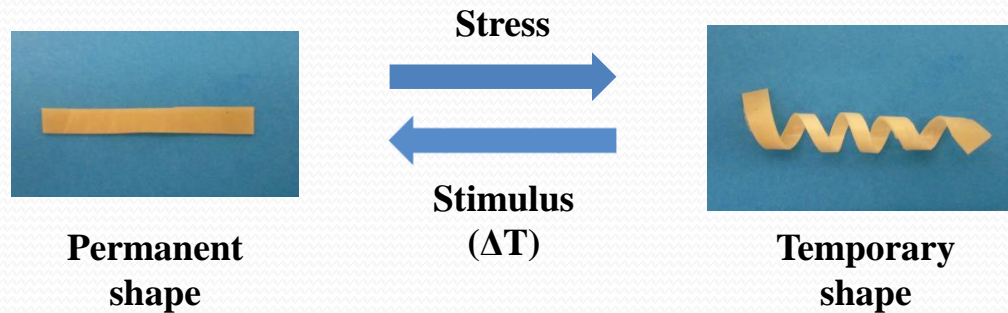 Stress
Stimulus
(ΔT)
Permanent
shape
Temporary
shape